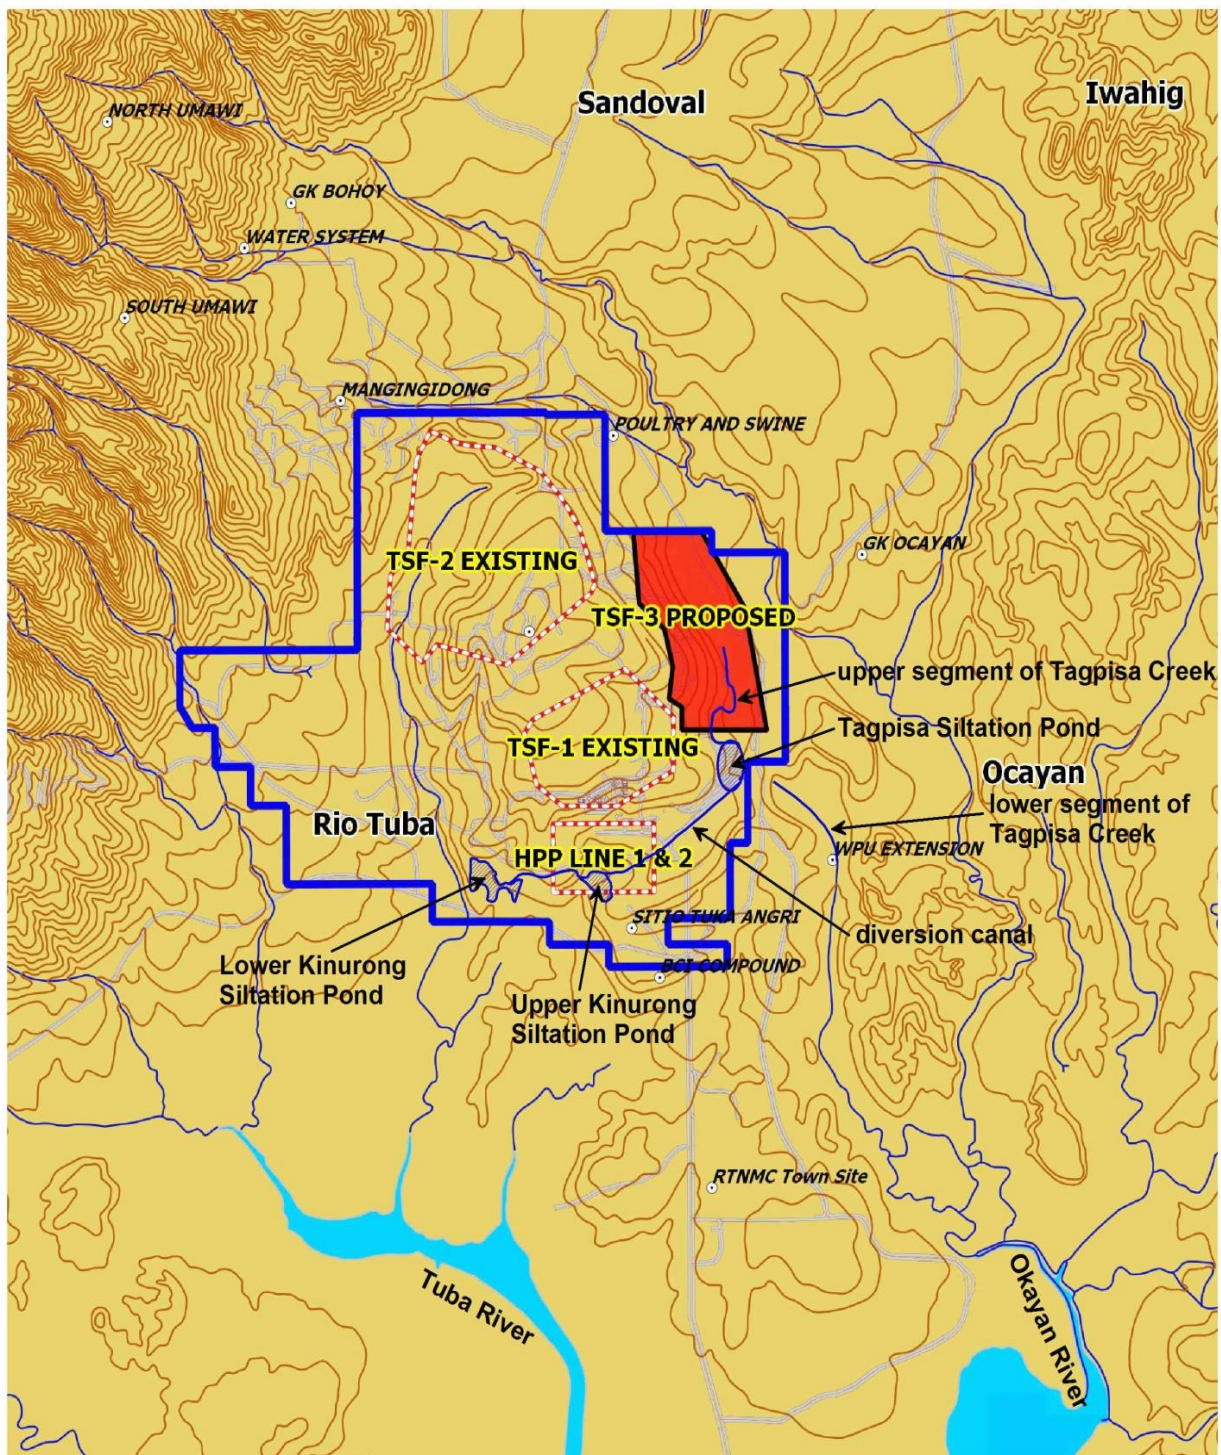 Iwahig
Sandoval
NORTH UMAWI
GK BOHOY
WATER SYSTEM
SOUTH UMAWI
MANGINGIDONG
POULTRY AND SWINE
GK OCAYAN
TSF-2 EXISTING
TSF-3 PROPOSED
upper segment of Tagpisa Creek
Tagpisa Siltation Pond
TSF-1 EXISTING
Ocayan
lower segment of
Tagpisa Creek
Rio Tuba
WPU EXTENSION
HPP LINE 1 & 2
SITIO TUKA ANGRI
diversion canal
Lower Kinurong
Siltation Pond
BCI COMPOUND
Upper Kinurong
Siltation Pond
RTNMC Town Site
Tuba River
Okayan River